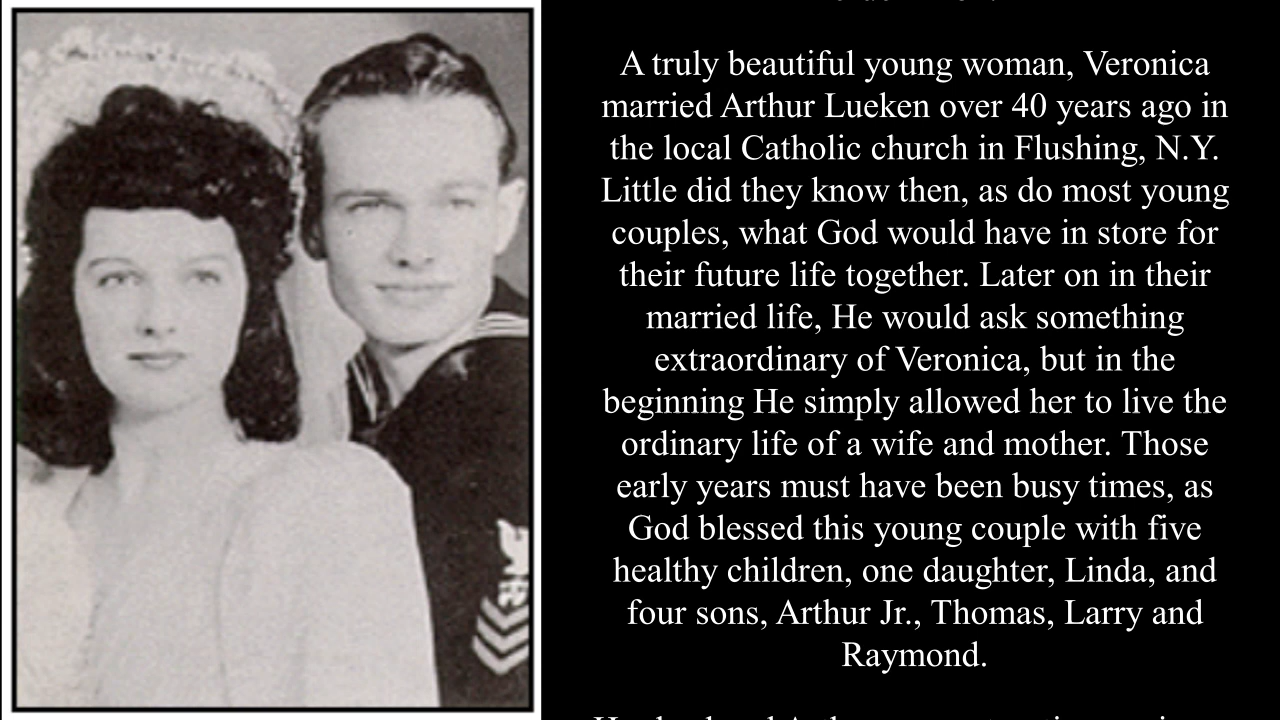 A truly beautiful young woman, Veronica
married Arthur Lueken over 40 years ago in
the local Catholic church in Flushing, N.Y.
Little did they know then, as do most young
couples, what God would have in store for
their future life together. Later on in their
married life, He would ask something
extraordinary of Veronica, but in the
beginning He simply allowed her to live the
ordinary life of a wife and mother. Those
early years must have been busy times, as
God blessed this young couple with five
healthy children, one daughter, Linda, and
four sons, Arthur Jr., Thomas, Larry and
Raymond.